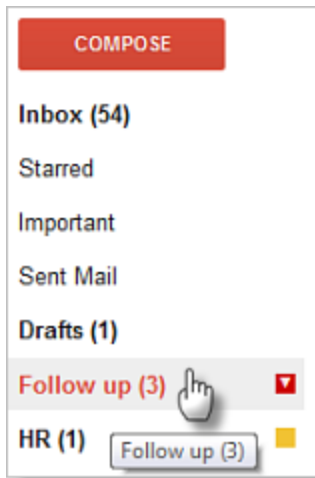 COMPOSE
Inbox (54)
Starred
Important
Sent Mail
Drafts (1)
Follow up (3)
HR (1)
Follow up (3)